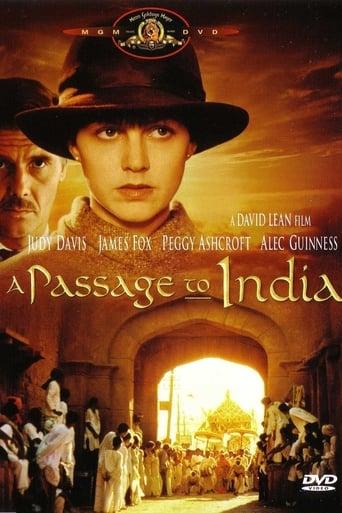 Metro Goldwyn Mayer
MGM DVD
A DAVID LEAN FILM
JUDY DAVIS JAMES FOX PEGGY ASHCROFT ALEC GUINNESS
A PASSAGE TO INDIA
DVD
VIDEO